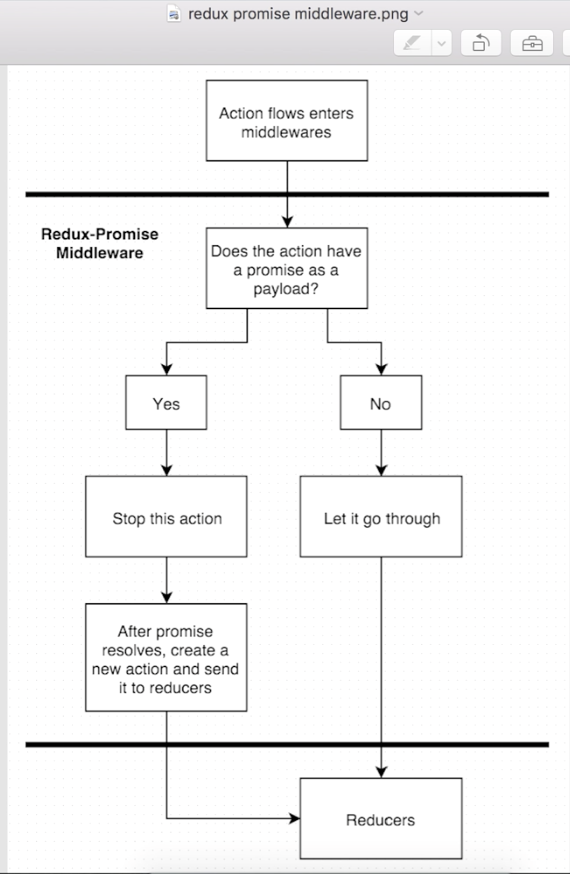 redux promise middleware.png
Action flows enters
middlewares
Redux-Promise
Middleware
Does the action have
a promise as a
payload?
Yes
No
Stop this action
Let it go through
After promise
resolves, create a
new action and send
it to reducers
Reducers